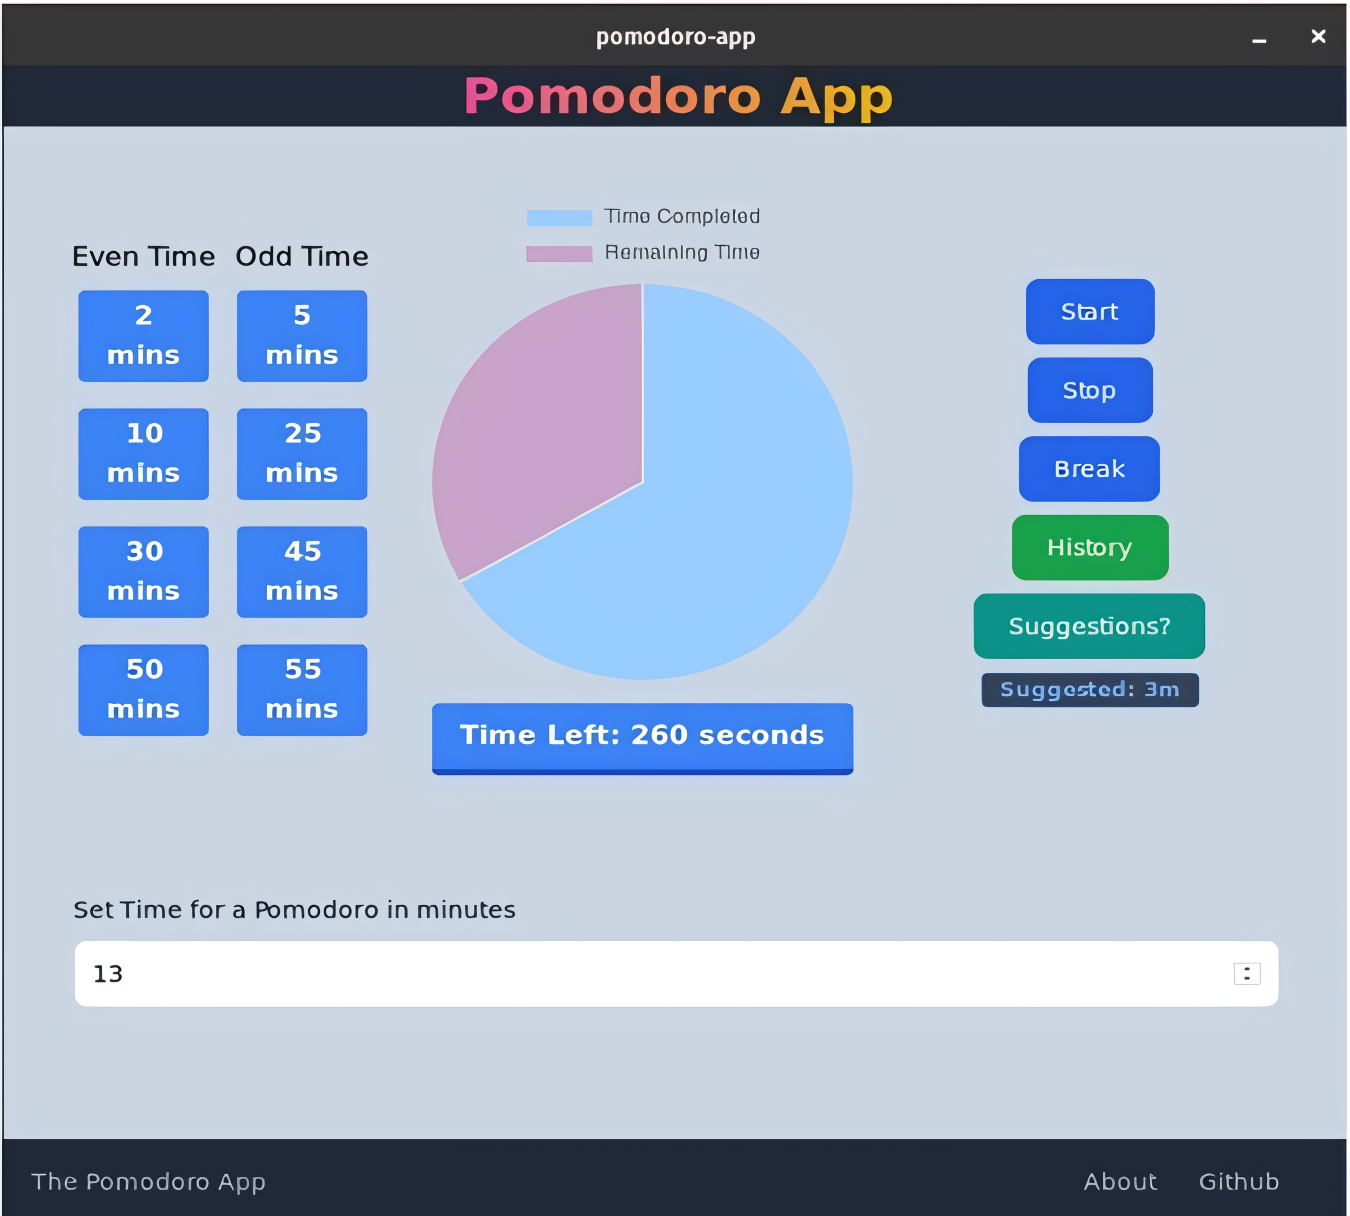 pomodoro-app
Pomodoro App
Even Time
Odd Time
2
mins
5
mins
10
mins
25
mins
30
mins
45
mins
50
mins
55
mins
Time Completed
Remaining Time
Time Left: 260 seconds
Start
Stop
Break
History
Suggestions?
Suggested: 3m
Set Time for a Pomodoro in minutes
13
The Pomodoro App
About
Github